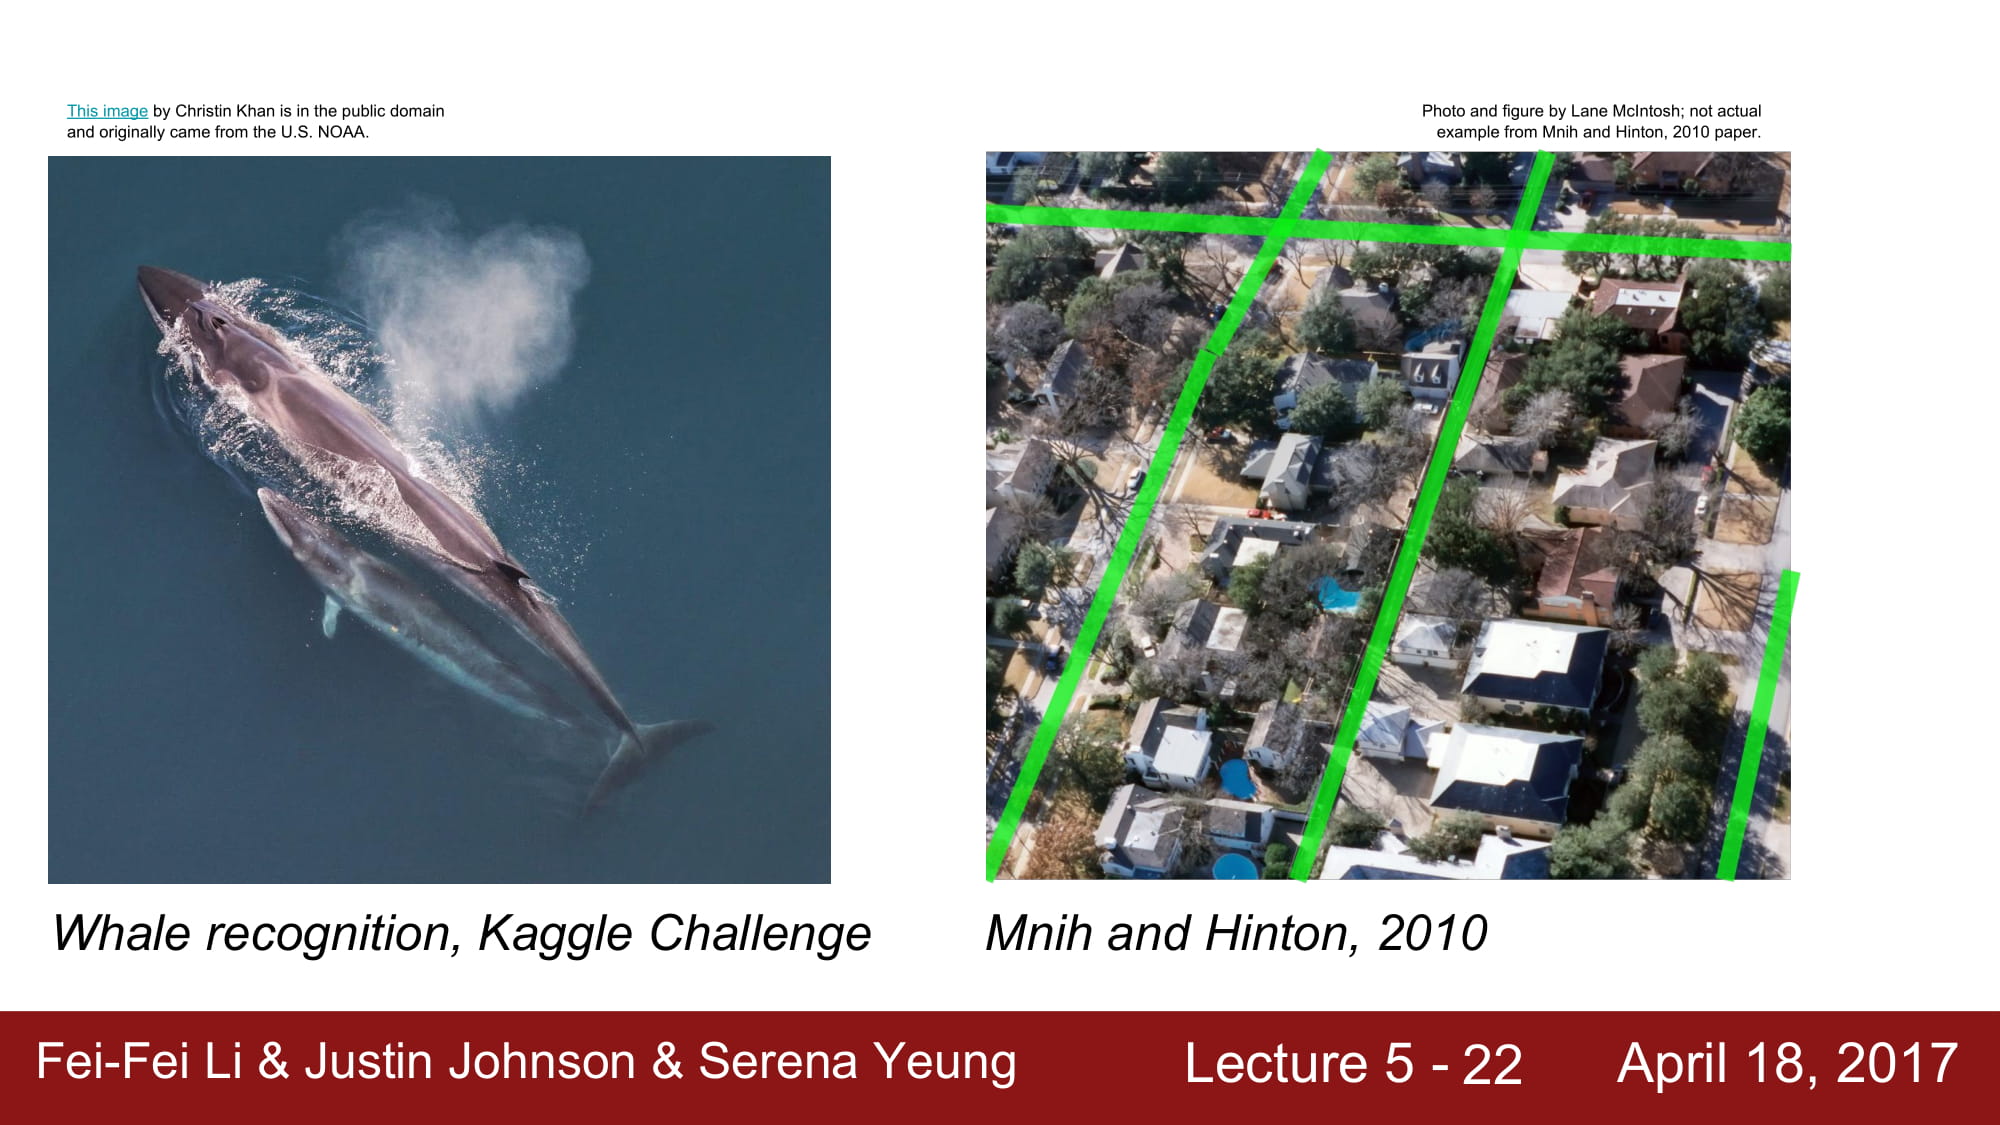 This image by Christin Khan is in the public domain
and originally came from the U.S. NOAA.
Photo and figure by Lane McIntosh; not actual
example from Mnih and Hinton, 2010 paper.
Whale recognition, Kaggle Challenge
Mnih and Hinton, 2010
Fei-Fei Li & Justin Johnson & Serena Yeung
Lecture 5 - 22
April 18, 2017